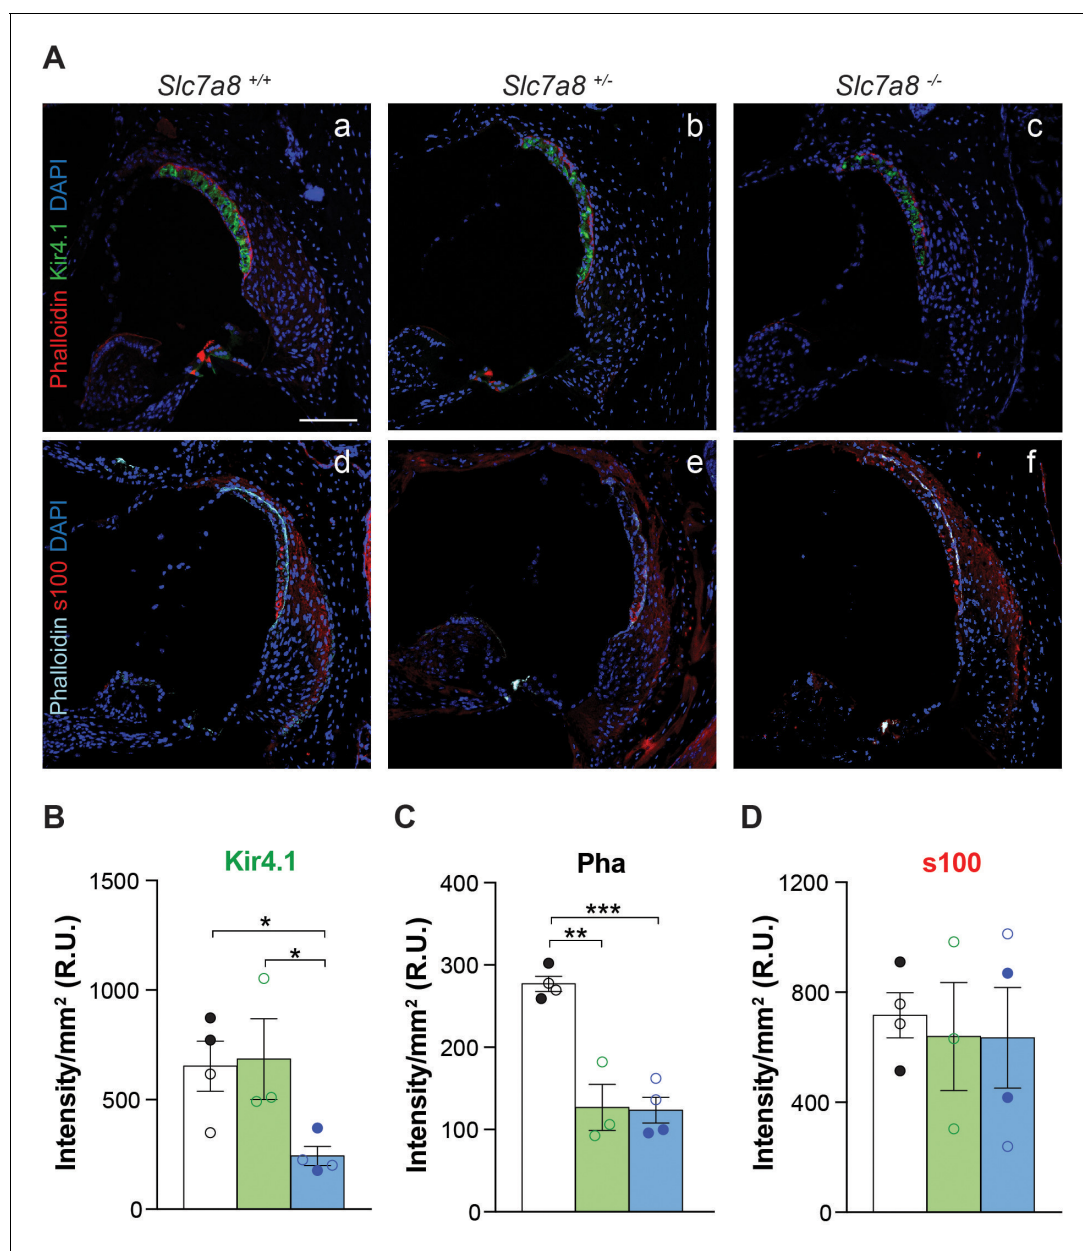 A
Slc7a8 +/+
Slc7a8 +/-
Slc7a8 -/-
Phalloidin Kir4.1 DAPI
a
b
c
Phalloidin s100 DAPI
d
e
f
B
Kir4.1
Intensity/mm² (R.U.)
1500
1000
500
0
*
*
C
Pha
Intensity/mm² (R.U.)
400
300
200
100
0
***
**
D
s100
Intensity/mm² (R.U.)
1200
800
400
0